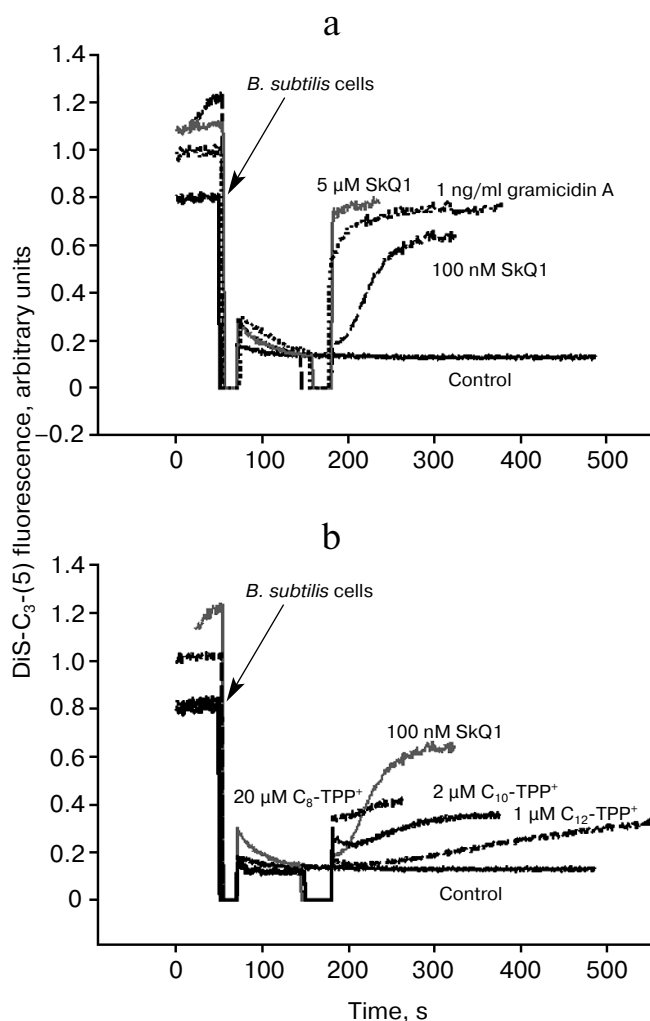 a
B. subtilis cells
1.4
1.2
1.0
0.8
0.6
0.4
0.2
0
–0.2
5 µM SkQ1
1 ng/ml gramicidin A
100 nM SkQ1
Control
0 100 200 300 400 500
DiS-C₃-(5) fluorescence, arbitrary units
b
B. subtilis cells
1.4
1.2
1.0
0.8
0.6
0.4
0.2
0
100 nM SkQ1
20 µM C₈-TPP⁺
2 µM C₁₀-TPP⁺
1 µM C₁₂-TPP⁺
Control
0 100 200 300 400 500
Time, s